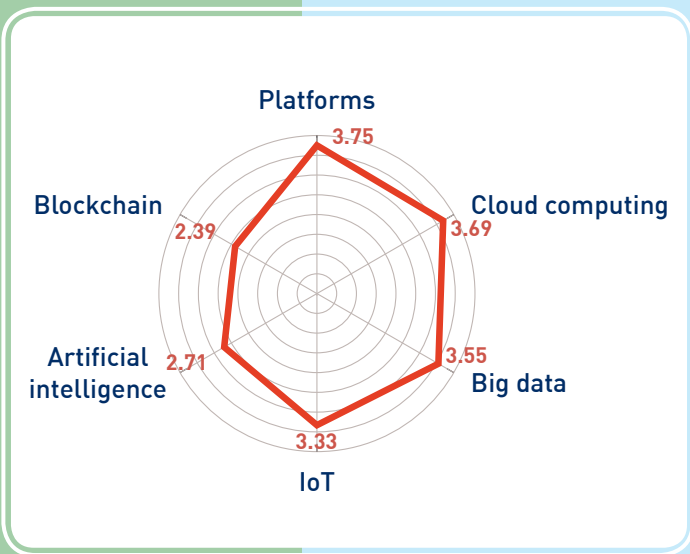 Platforms
3.75
Cloud computing
3.69
Blockchain
2.39
3.55
Big data
Artificial
intelligence
2.71
3.33
IoT